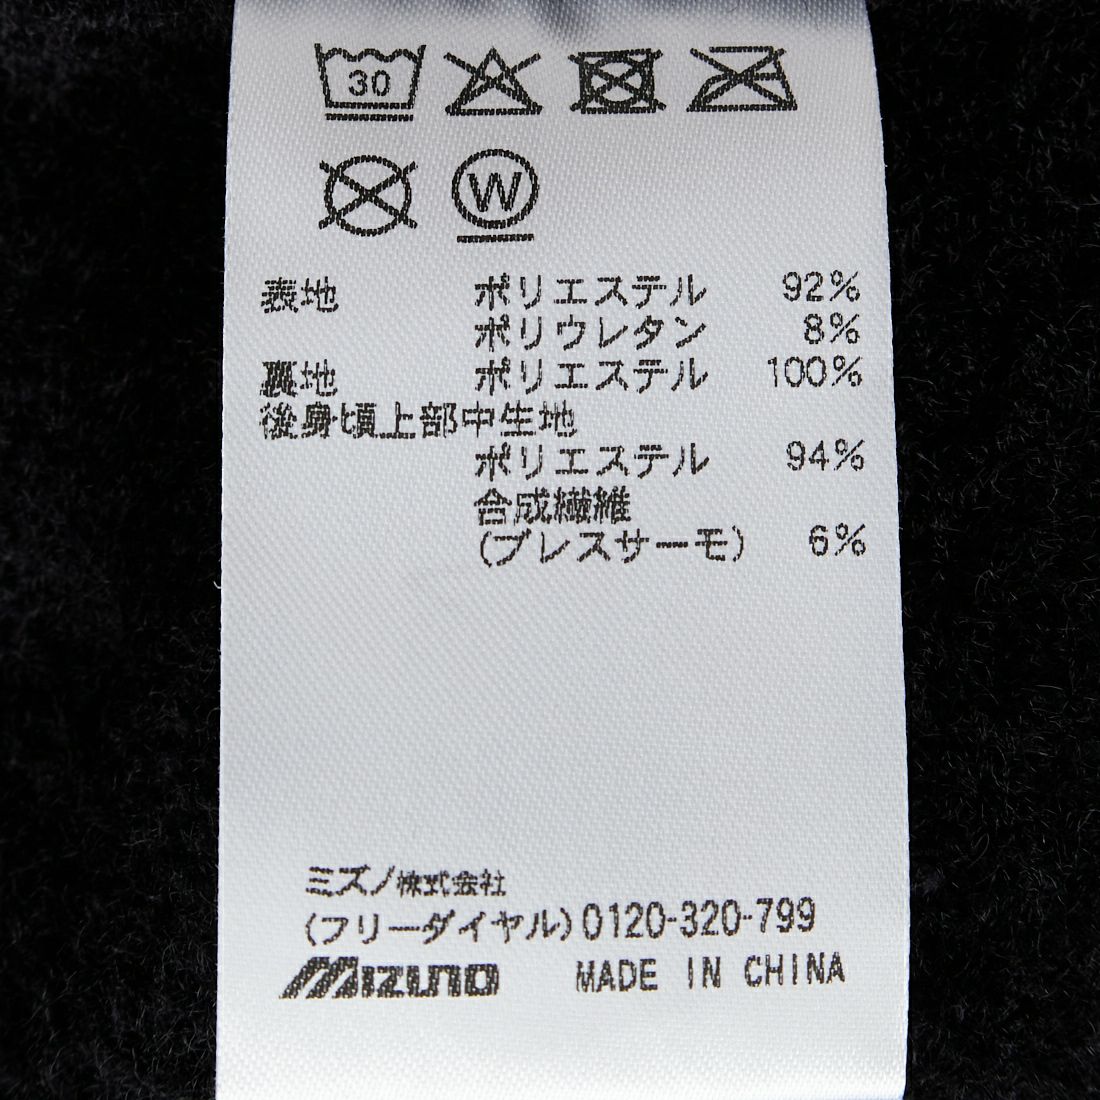 30
W
表地 ポリエステル 92%
ポリウレタン 8%
裏地 ポリエステル 100%
後身頃上部中生地
ポリエステル 94%
合成繊維
(ブレスサーモ) 6%
ミズノ株式会社
(フリーダイヤル)0120-320-799
MIZUNO MADE IN CHINA